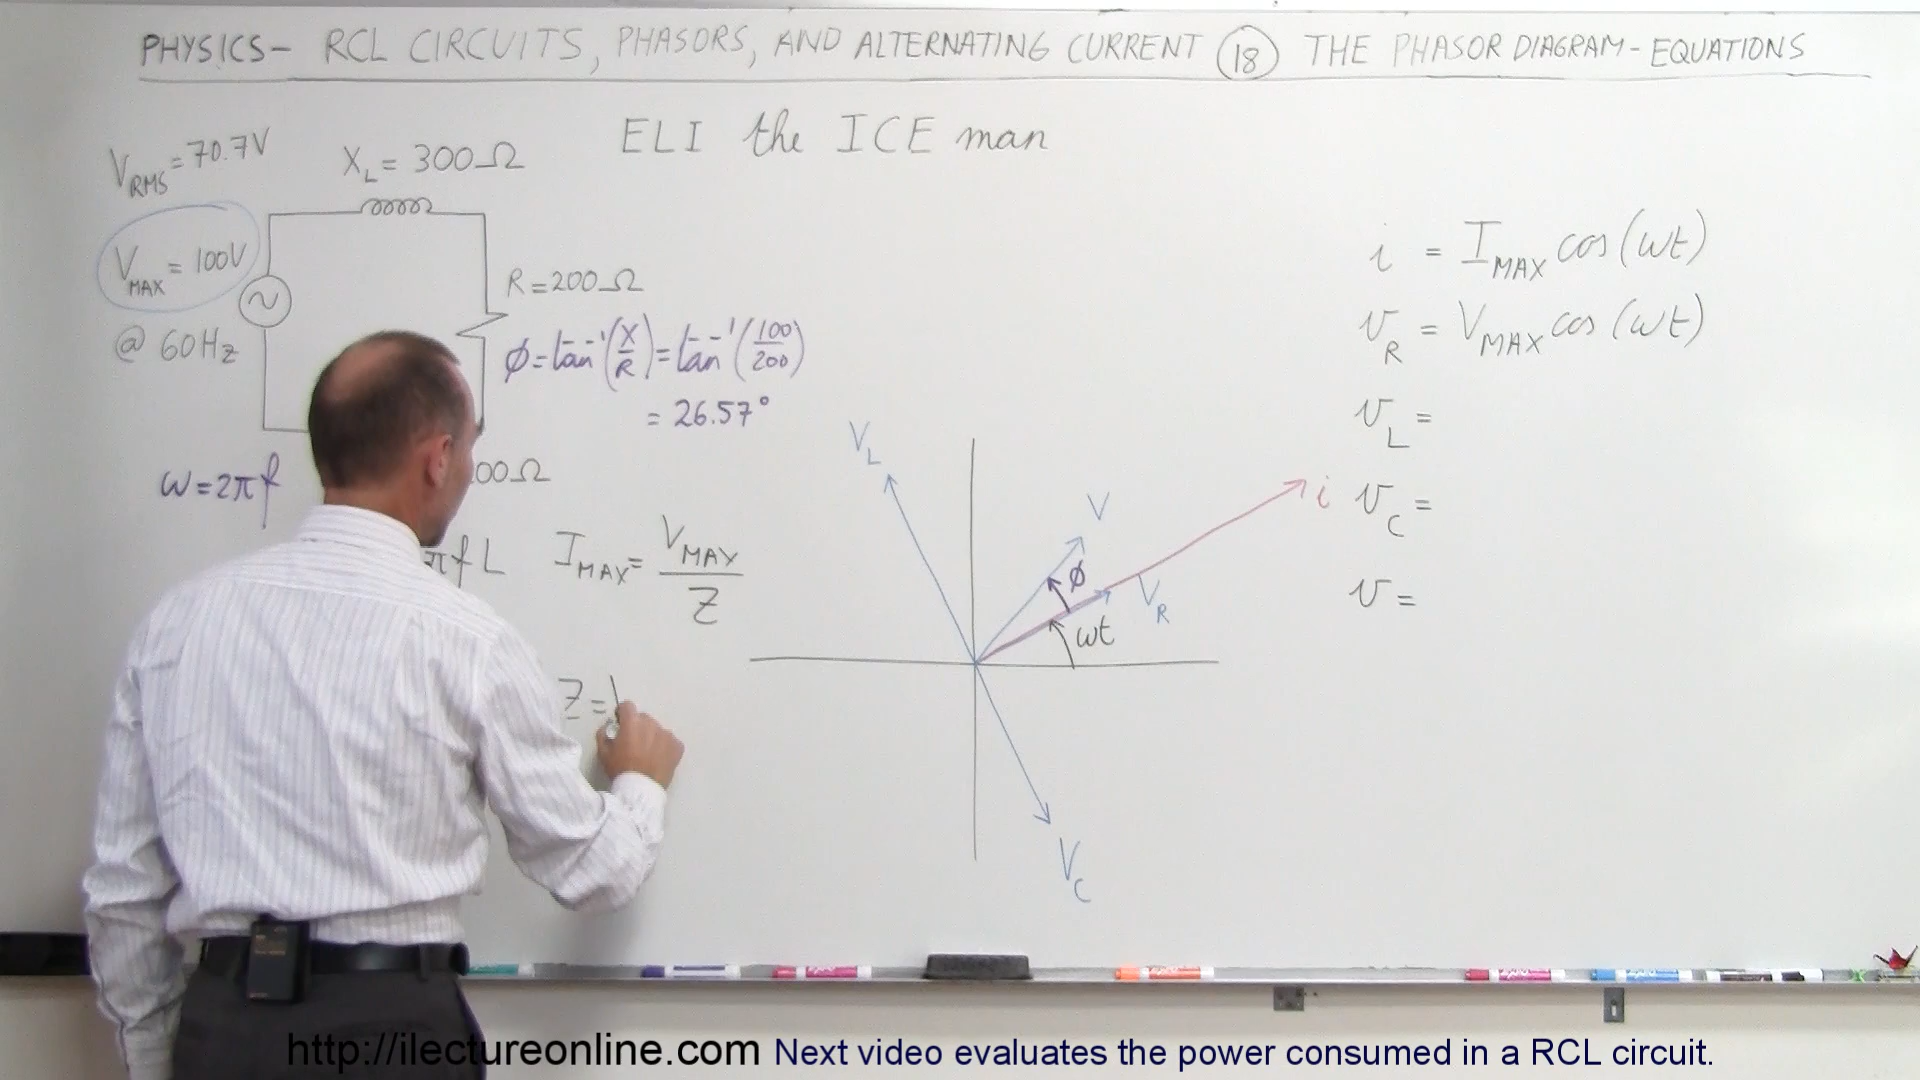 PHYSICS- RCL CIRCUITS, PHASORS, AND ALTERNATING CURRENT 18 THE PHASOR DIAGRAM - EQUATIONS
ELI the ICE man
V_RMS = 70.7V
X_L = 300Ω
V_MAX = 100V
@ 60Hz
R = 200Ω
φ = tan⁻¹(X/R) = tan⁻¹(100/200)
= 26.57°
00Ω
ω = 2πf
πfL
I_MAX = V_MAX/Z
Z =
V_L
V
i
φ
V_R
ωt
V_C
i = I_MAX cos(ωt)
v_R = V_MAX cos(ωt)
v_L =
v_C =
v =
http://ilectureonline.com Next video evaluates the power consumed in a RCL circuit.